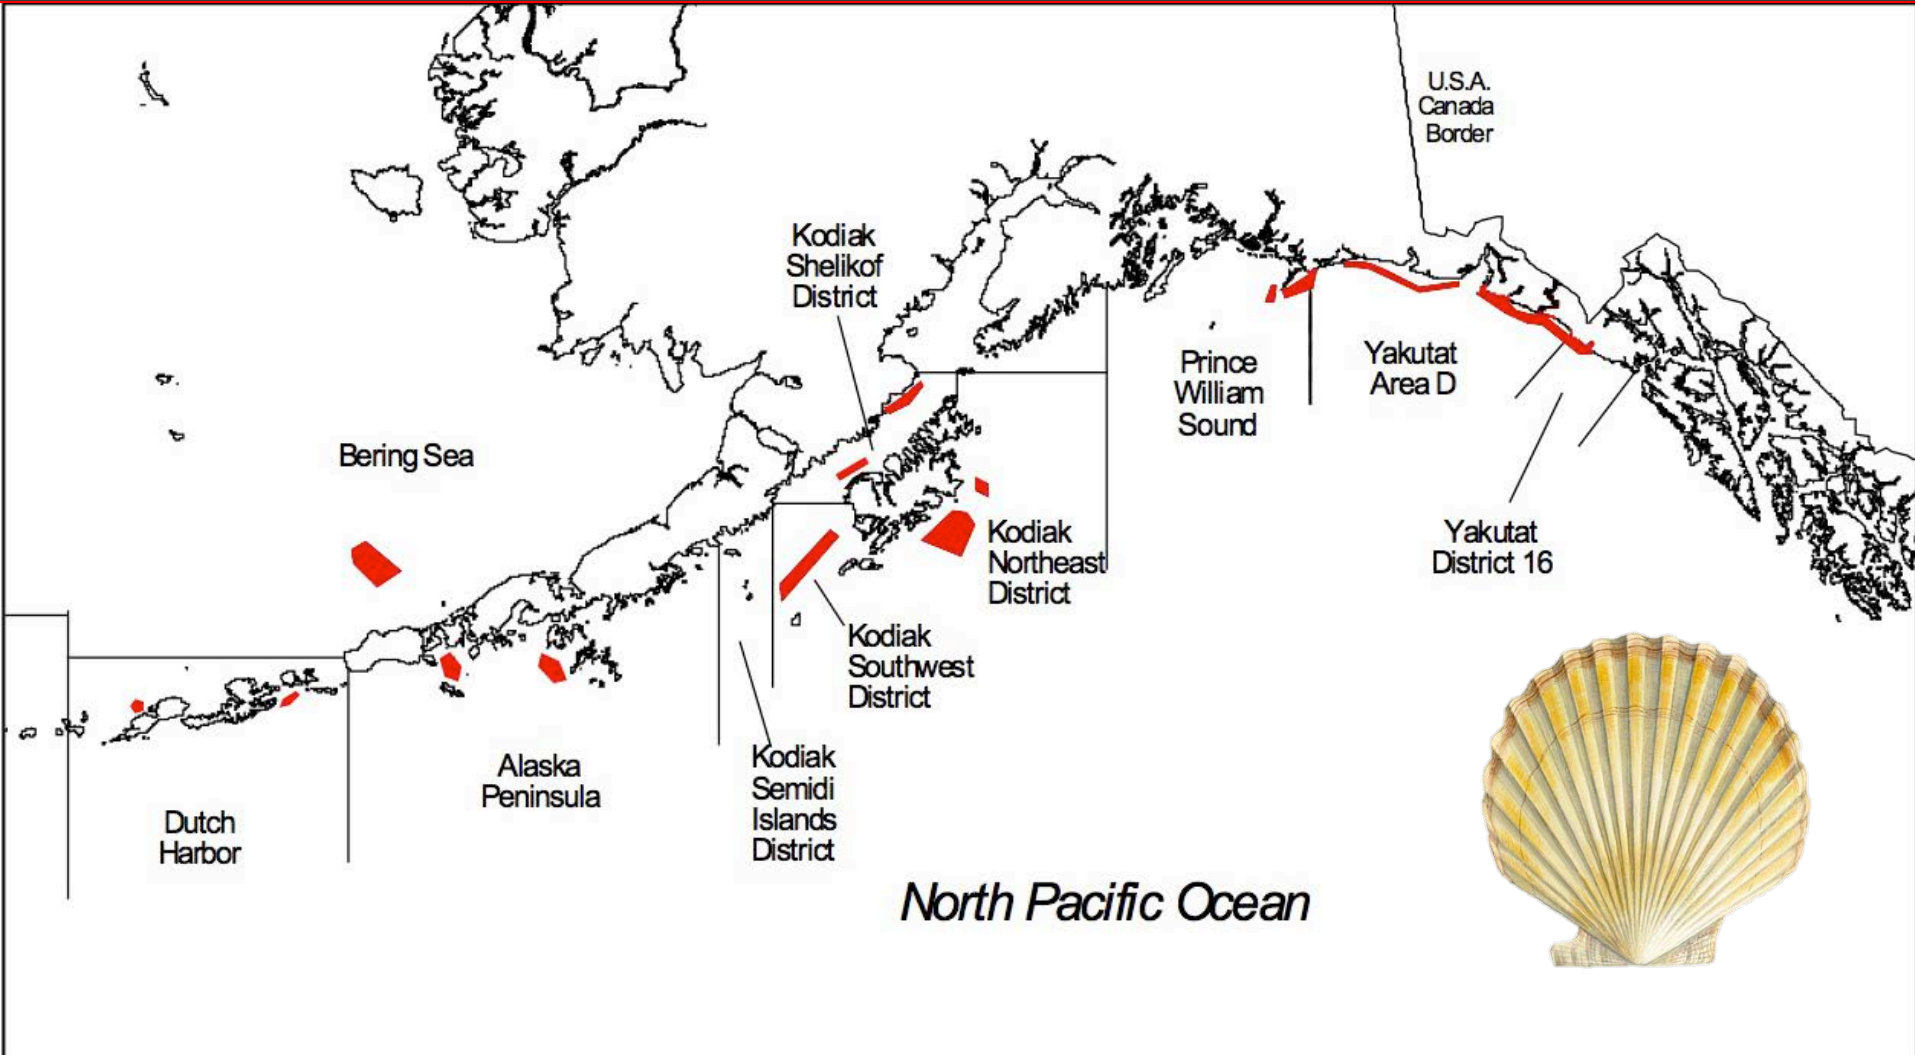 U.S.A.
Canada
Border
Kodiak
Shelikof
District
Prince
William
Sound
Yakutat
Area D
Bering Sea
Kodiak
Northeast
District
Yakutat
District 16
Kodiak
Southwest
District
Alaska
Peninsula
Kodiak
Semidi
Islands
District
Dutch
Harbor
North Pacific Ocean